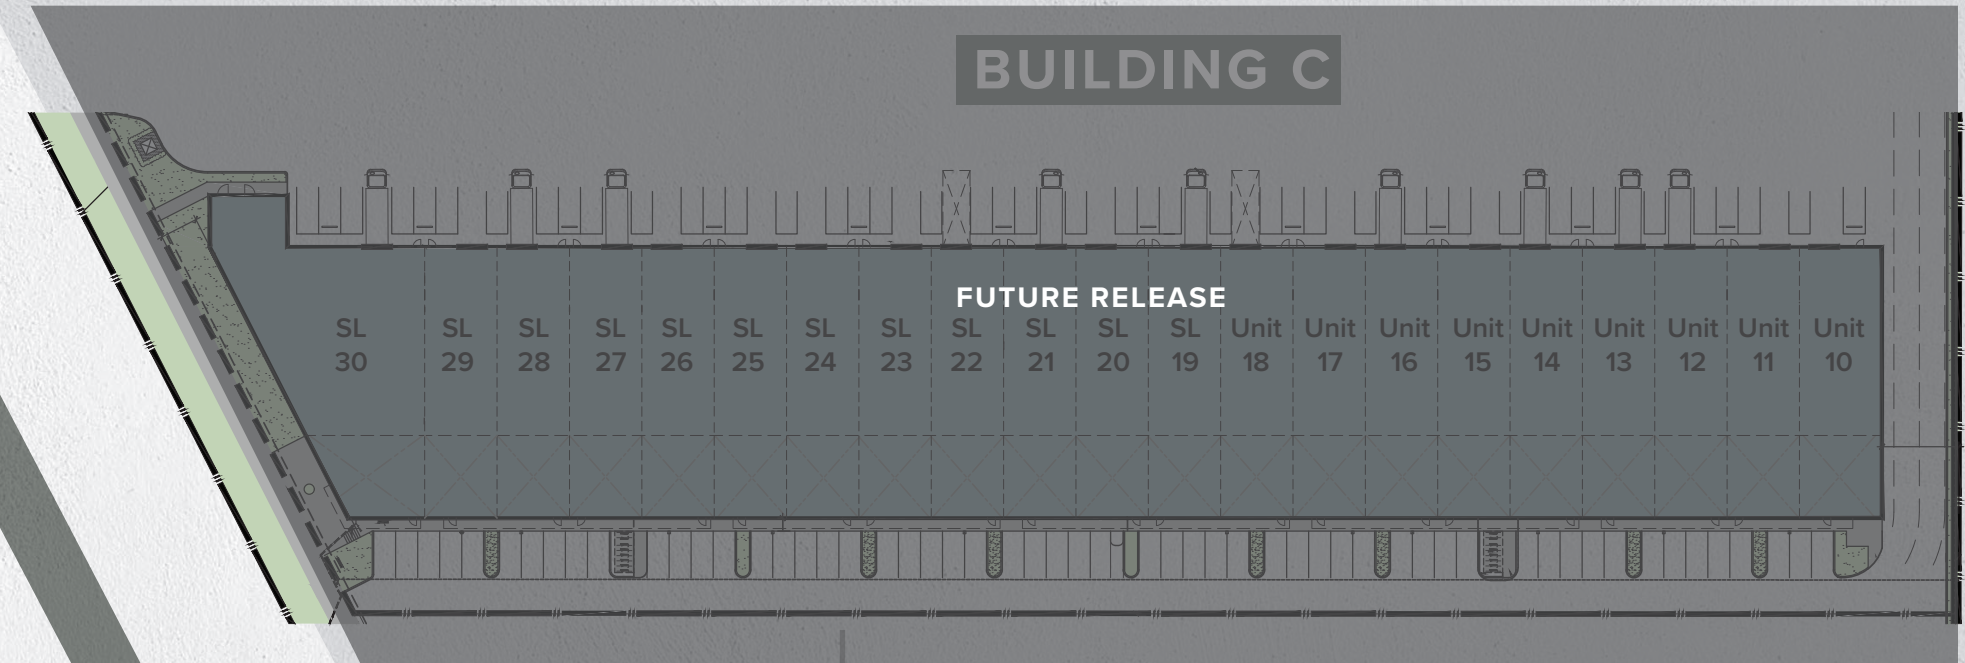 BUILDING C
FUTURE RELEASE
SL SL SL SL SL SL SL SL SL SL SL SL Unit Unit Unit Unit Unit Unit Unit Unit Unit
30 29 28 27 26 25 24 23 22 21 20 19 18 17 16 15 14 13 12 11 10